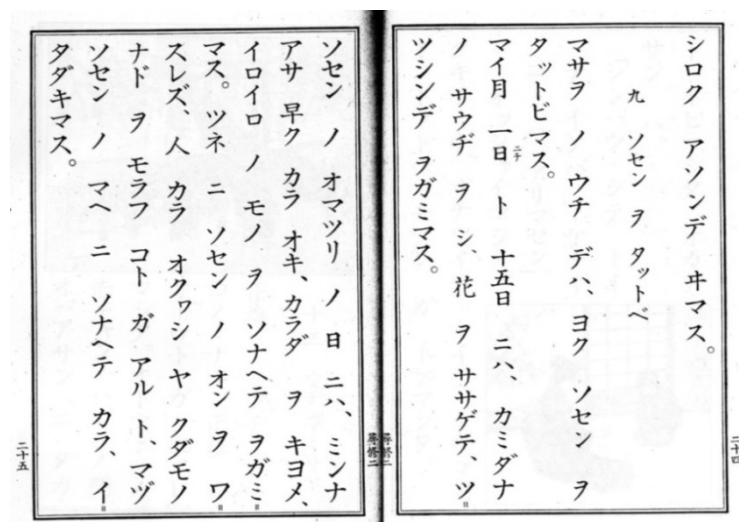 シロク アソンデ ヰマス。
九 ソセン ヲ タットベ
マサヲ ノ ウチ デハ、ヨク ソセン ヲ
タットビマス。
マイ月 一日 ト 十五日 ニハ、カミダナ
ニチ
ノ サウヂ ヲ シ、花 ヲ ササゲテ、ツ
ツシンデ ヲガミマス。
二十四
尋修二
ソセン ノ オマツリ ノ 日 ニハ、ミンナ
アサ 早ク カラ オキ、カラダ ヲ キヨメ、
イロイロ ノ モノ ヲ ソナヘテ ヲガミ
マス。ツネ ニ ソセン ノ オン ヲ ワ
スレズ、人 カラ オクヮシ ヤ クダモノ
ナド ヲ モラフ コト ガ アルト、マヅ
ソセン ノ マヘ ニ ソナヘテ カラ、イ
タダキマス。
尋修二
二十五